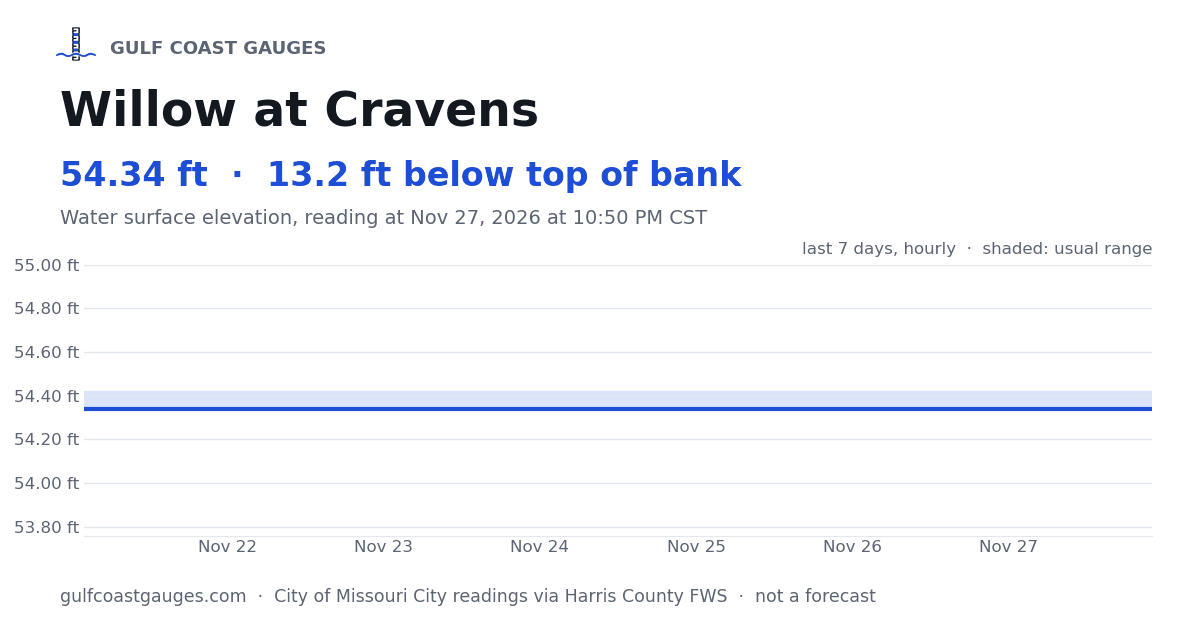 GULF COAST GAUGES
Willow at Cravens
54.34 ft · 13.2 ft below top of bank
Water surface elevation, reading at Nov 27, 2026 at 10:50 PM CST
last 7 days, hourly · shaded: usual range
55.00 ft
54.80 ft
54.60 ft
54.40 ft
54.20 ft
54.00 ft
53.80 ft
Nov 22 Nov 23 Nov 24 Nov 25 Nov 26 Nov 27
gulfcoastgauges.com · City of Missouri City readings via Harris County FWS · not a forecast